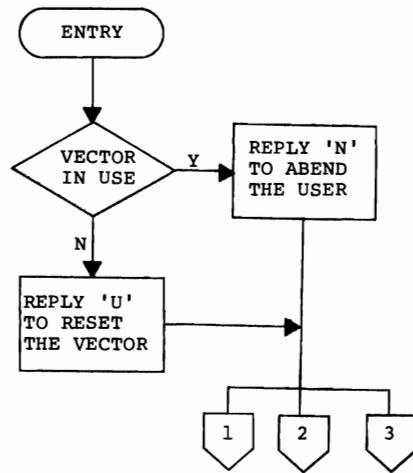 ENTRY
VECTOR
IN USE
Y
REPLY 'N'
TO ABEND
THE USER
N
REPLY 'U'
TO RESET
THE VECTOR
1
2
3